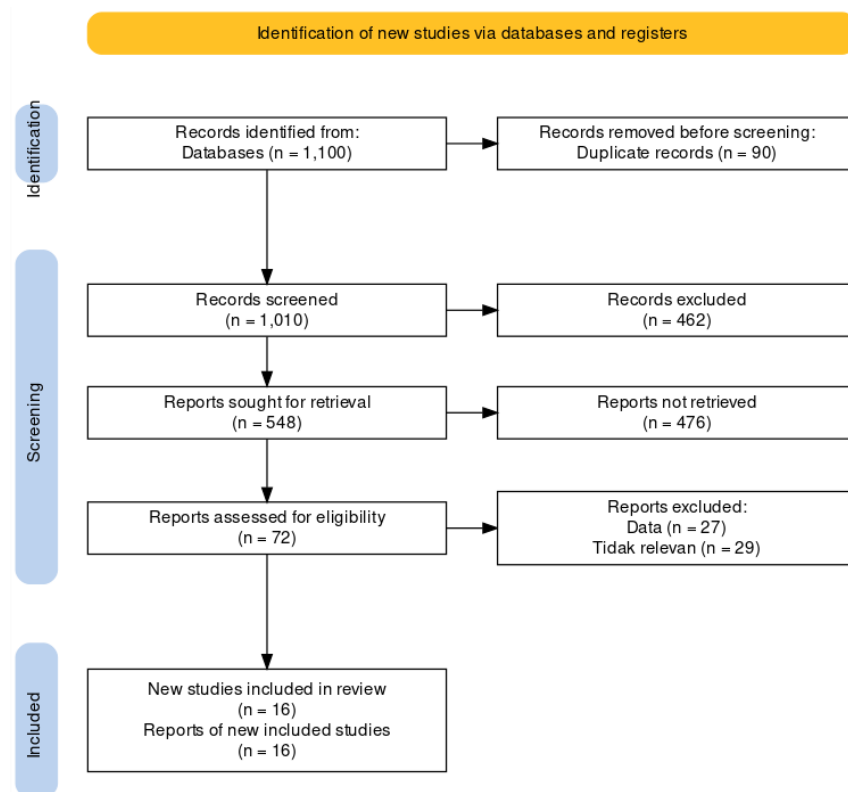 Identification of new studies via databases and registers
Identification
Records identified from:
Databases (n = 1,100)
Records removed before screening:
Duplicate records (n = 90)
Screening
Records screened
(n = 1,010)
Records excluded
(n = 462)
Reports sought for retrieval
(n = 548)
Reports not retrieved
(n = 476)
Reports assessed for eligibility
(n = 72)
Reports excluded:
Data (n = 27)
Tidak relevan (n = 29)
Included
New studies included in review
(n = 16)
Reports of new included studies
(n = 16)